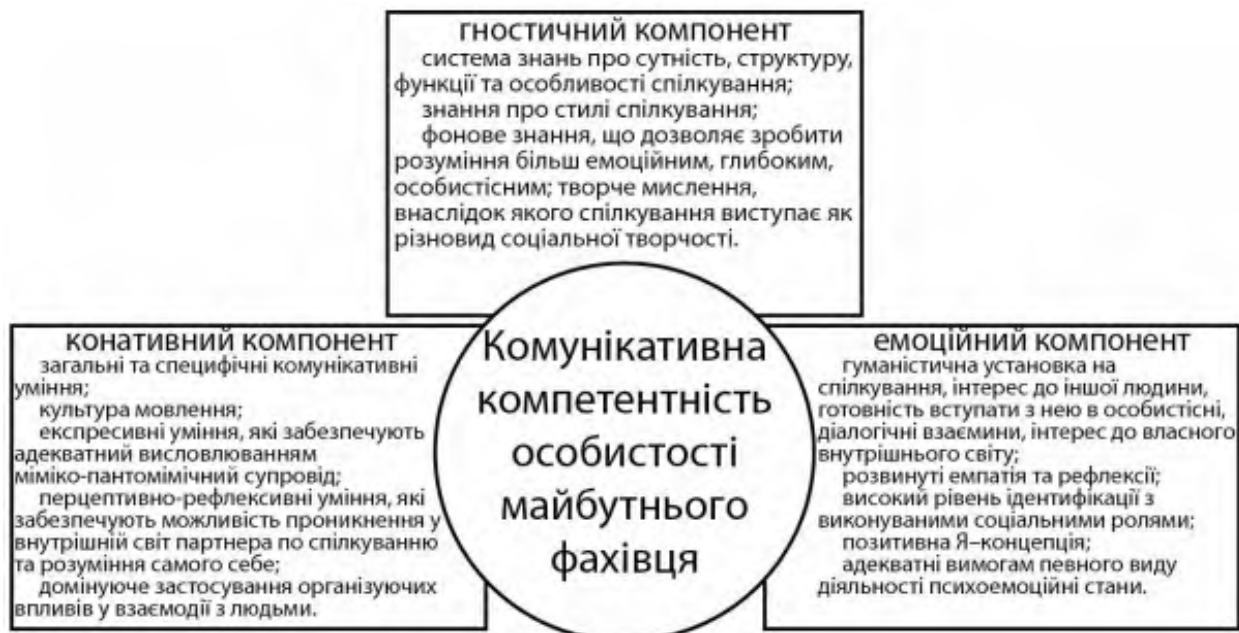 гностичний компонент
система знань про сутність, структуру,
функції та особливості спілкування;
знання про стилі спілкування;
фонове знання, що дозволяє зробити
розуміння більш емоційним, глибоким,
особистісним; творче мислення,
внаслідок якого спілкування виступає як
різновид соціальної творчості.
конативний компонент
загальні та специфічні комунікативні
уміння;
культура мовлення;
експресивні уміння, які забезпечують
адекватний висловлюванням
міміко-пантомімічний супровід;
перцептивно-рефлексивні уміння, які
забезпечують можливість проникнення у
внутрішній світ партнера по спілкуванню
та розуміння самого себе;
домінуюче застосування організуючих
впливів у взаємодії з людьми.
Комунікативна
компетентність
особистості
майбутнього
фахівця
емоційний компонент
гуманістична установка на
спілкування, інтерес до іншої людини,
готовність вступати з нею в особистісні,
діалогічні взаємини, інтерес до власного
внутрішнього світу;
розвинуті емпатія та рефлексії;
високий рівень ідентифікації з
виконуваними соціальними ролями;
позитивна Я–концепція;
адекватні вимогам певного виду
діяльності психоемоційні стани.